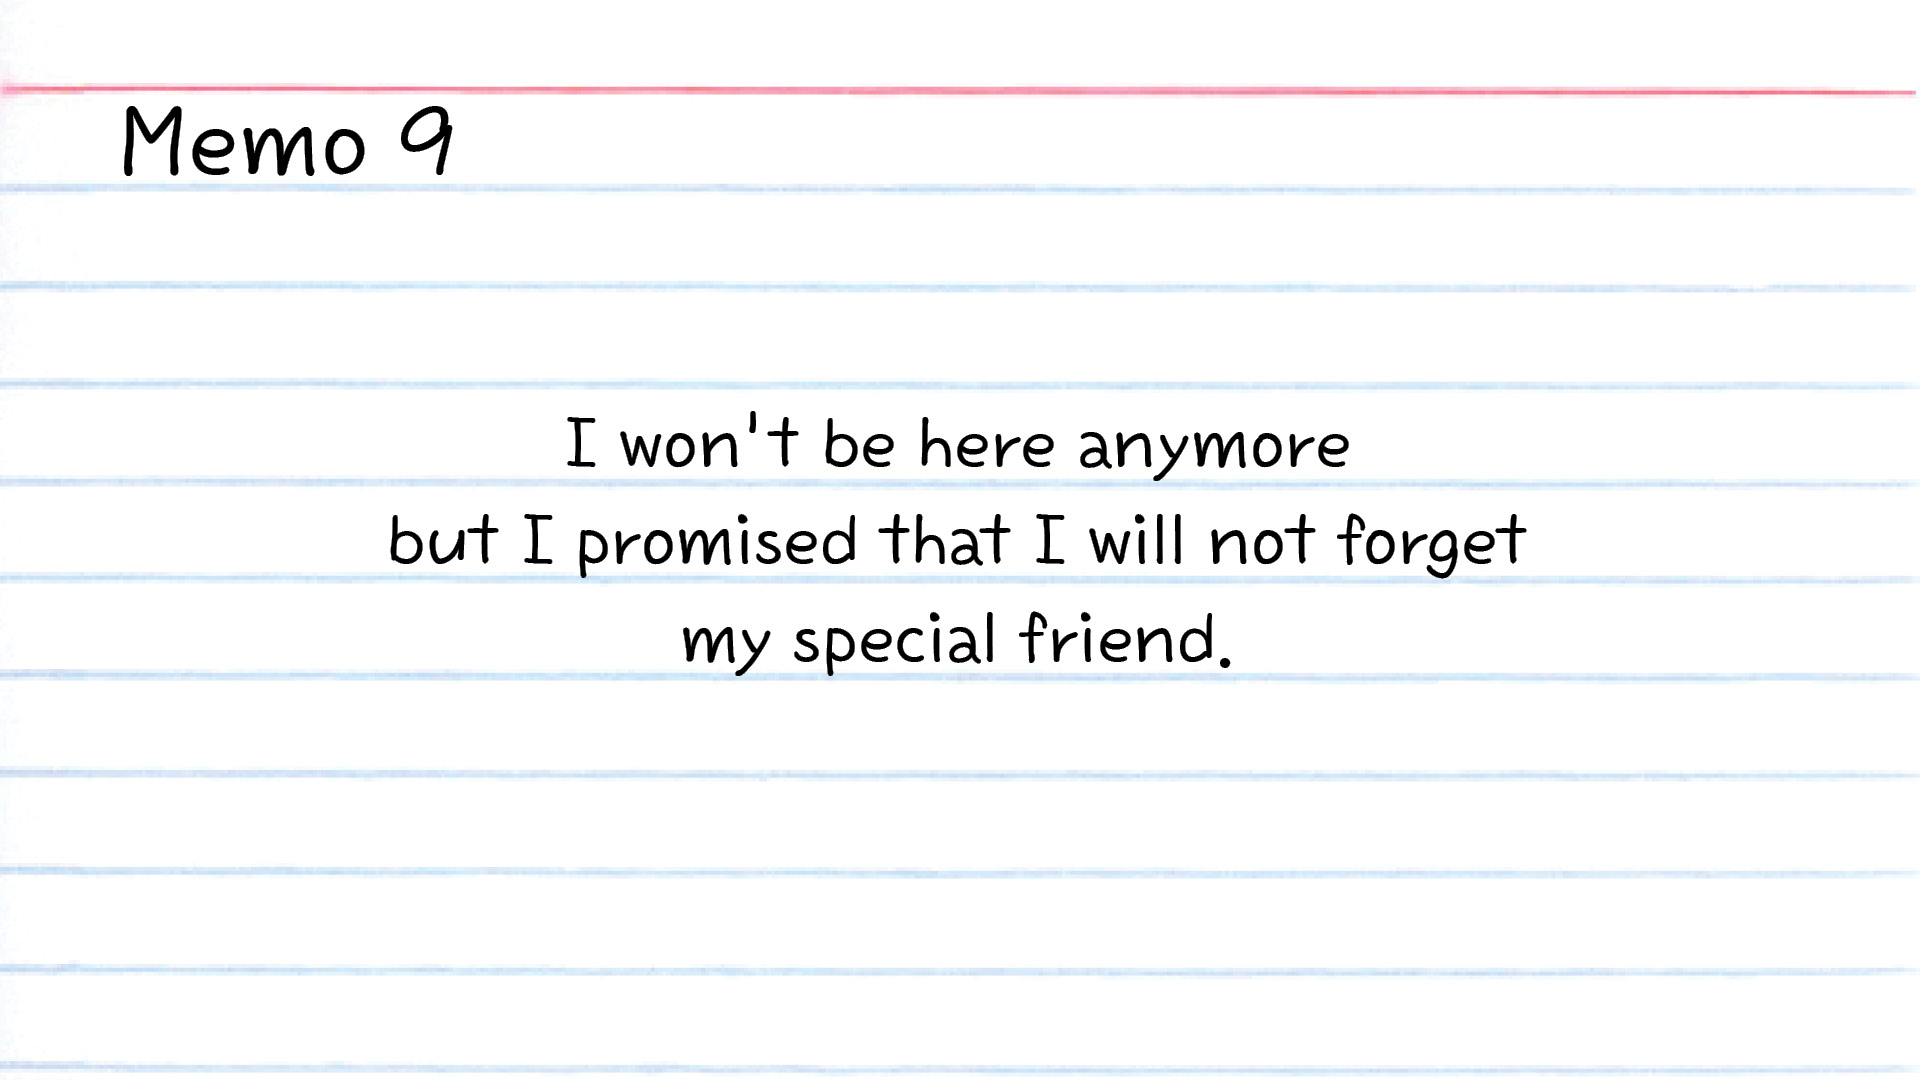 Memo 9
I won't be here anymore
but I promised that I will not forget
my special friend.